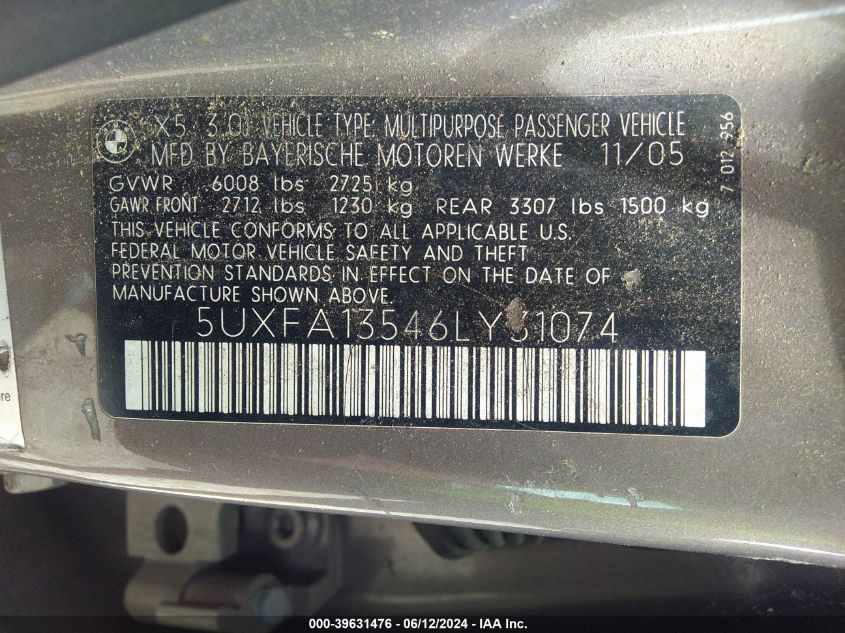 X5 3.0i VEHICLE TYPE: MULTIPURPOSE PASSENGER VEHICLE
MFD BY BAYERISCHE MOTOREN WERKE 11/05
GVWR 6008 lbs 2725 kg
GAWR FRONT 2712 lbs 1230 kg REAR 3307 lbs 1500 kg
THIS VEHICLE CONFORMS TO ALL APPLICABLE U.S.
FEDERAL MOTOR VEHICLE SAFETY AND THEFT
PREVENTION STANDARDS IN EFFECT ON THE DATE OF
MANUFACTURE SHOWN ABOVE.
5UXFA13546LY31074
7 012 956
000-39631476 - 06/12/2024 - IAA Inc.